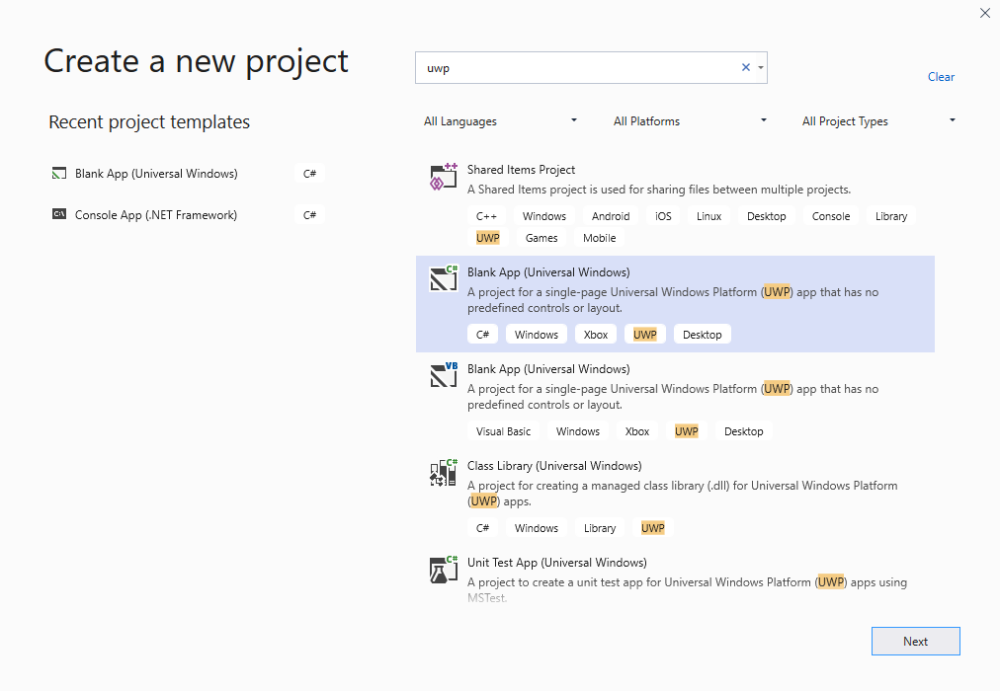 Create a new project
uwp
Clear
Recent project templates
All Languages
All Platforms
All Project Types
Blank App (Universal Windows)
C#
Console App (.NET Framework)
C#
++
Shared Items Project
A Shared Items project is used for sharing files between multiple projects.
C++ Windows Android iOS Linux Desktop Console Library
UWP Games Mobile
C#
Blank App (Universal Windows)
A project for a single-page Universal Windows Platform (UWP) app that has no
predefined controls or layout.
C# Windows Xbox UWP Desktop
VB
Blank App (Universal Windows)
A project for a single-page Universal Windows Platform (UWP) app that has no
predefined controls or layout.
Visual Basic Windows Xbox UWP Desktop
C#
Class Library (Universal Windows)
A project for creating a managed class library (.dll) for Universal Windows Platform
(UWP) apps.
C# Windows Library UWP
C#
Unit Test App (Universal Windows)
A project to create a unit test app for Universal Windows Platform (UWP) apps using
MSTest.
Next